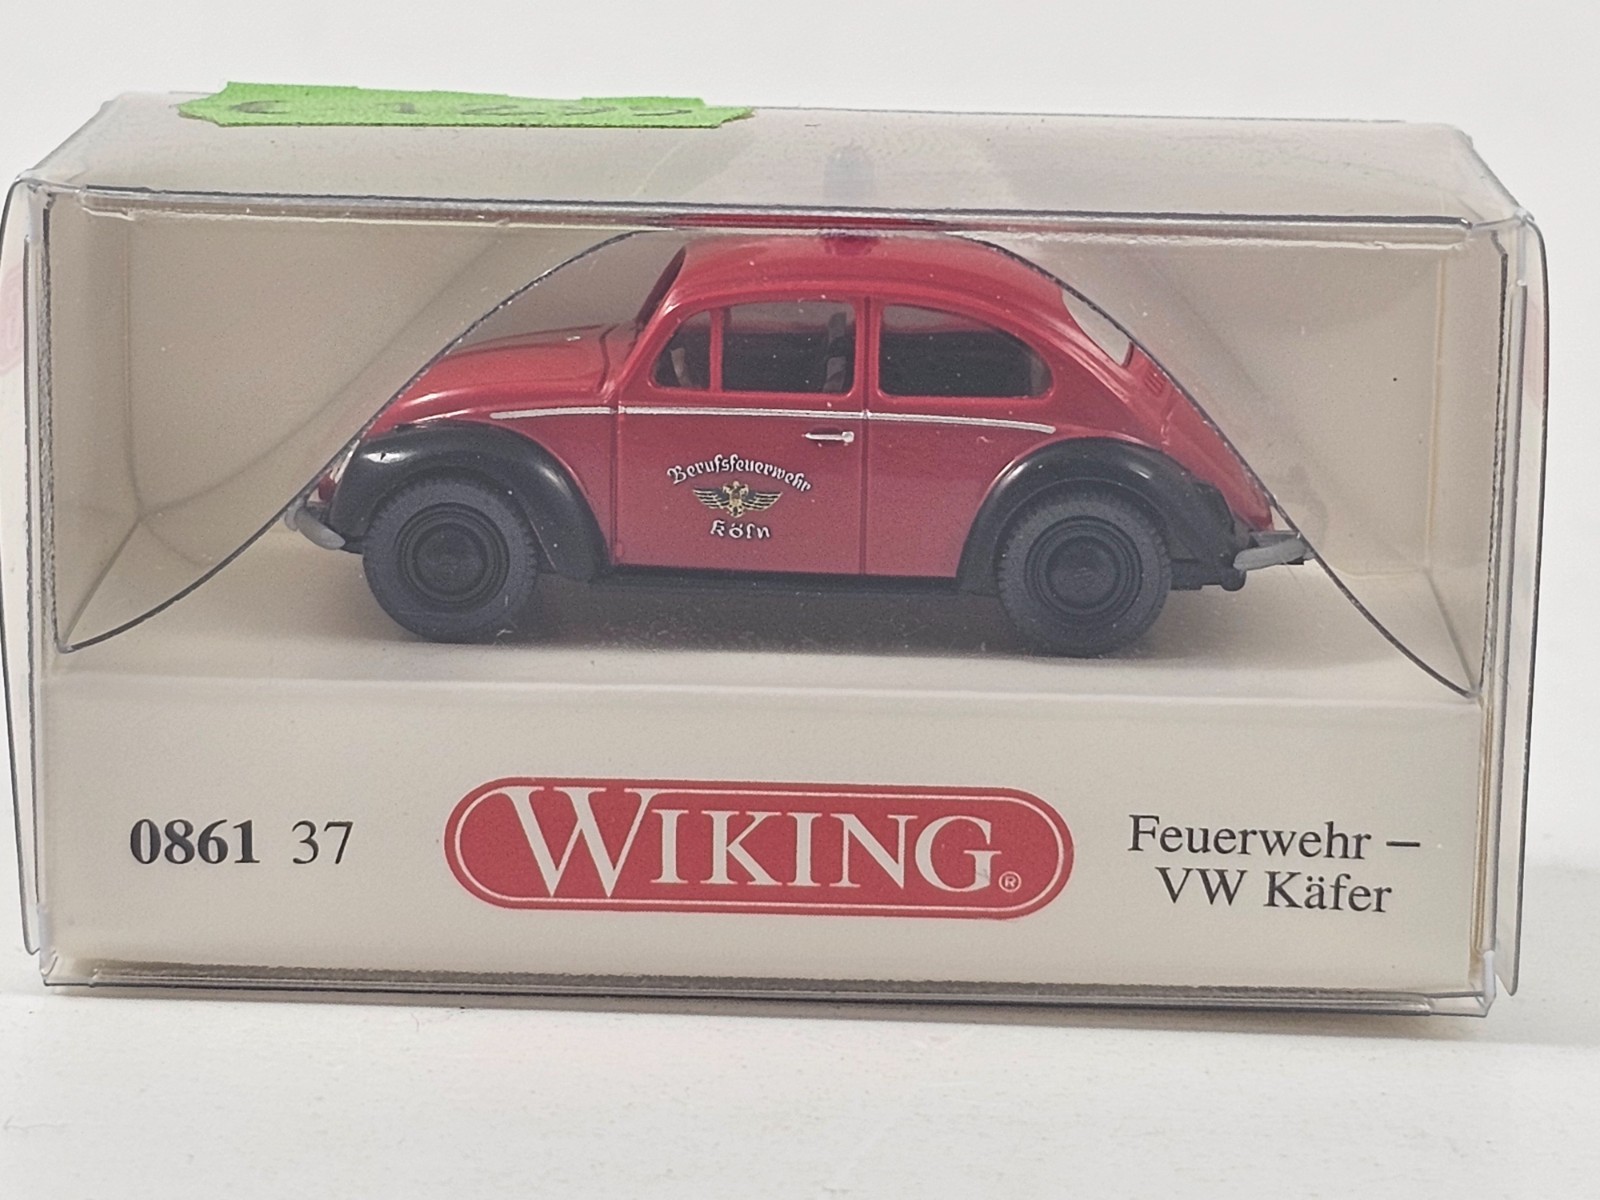 Berufsfeuerwehr
Köln
0861 37
WIKING®
Feuerwehr –
VW Käfer